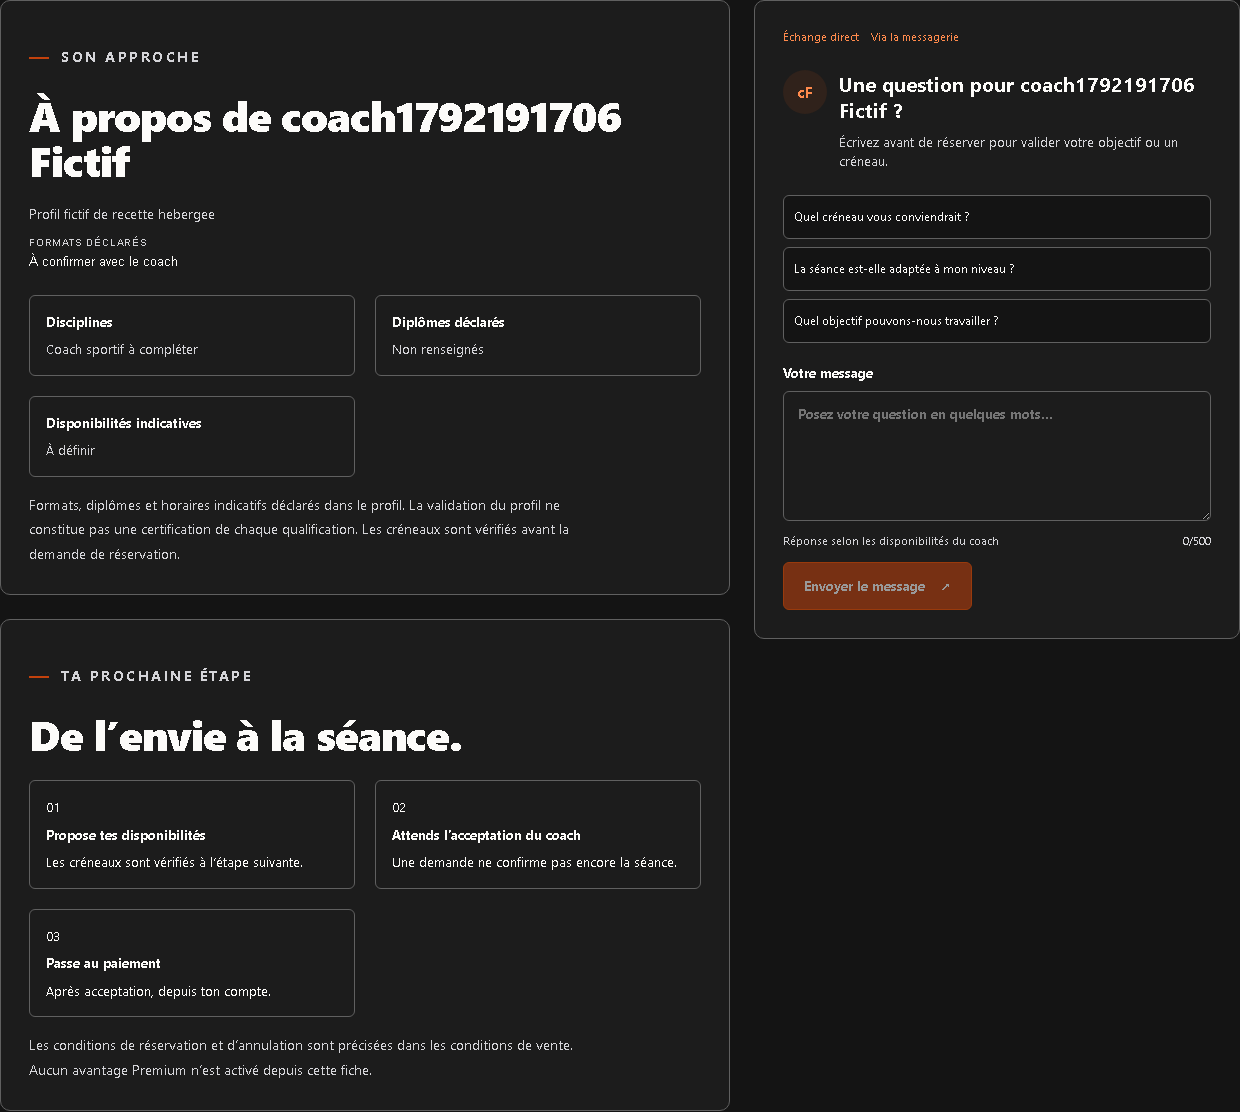 SON APPROCHE
À propos de coach1792191706
Fictif
Profil fictif de recette hebergee
FORMATS DÉCLARÉS
À confirmer avec le coach
Disciplines
Coach sportif à compléter
Diplômes déclarés
Non renseignés
Disponibilités indicatives
À définir
Formats, diplômes et horaires indicatifs déclarés dans le profil. La validation du profil ne
constitue pas une certification de chaque qualification. Les créneaux sont vérifiés avant la
demande de réservation.
TA PROCHAINE ÉTAPE
De l’envie à la séance.
01
Propose tes disponibilités
Les créneaux sont vérifiés à l’étape suivante.
02
Attends l’acceptation du coach
Une demande ne confirme pas encore la séance.
03
Passe au paiement
Après acceptation, depuis ton compte.
Les conditions de réservation et d’annulation sont précisées dans les conditions de vente.
Aucun avantage Premium n’est activé depuis cette fiche.
Échange direct Via la messagerie
cF
Une question pour coach1792191706
Fictif ?
Écrivez avant de réserver pour valider votre objectif ou un
créneau.
Quel créneau vous conviendrait ?
La séance est-elle adaptée à mon niveau ?
Quel objectif pouvons-nous travailler ?
Votre message
Posez votre question en quelques mots...
Réponse selon les disponibilités du coach 0/500
Envoyer le message ↗